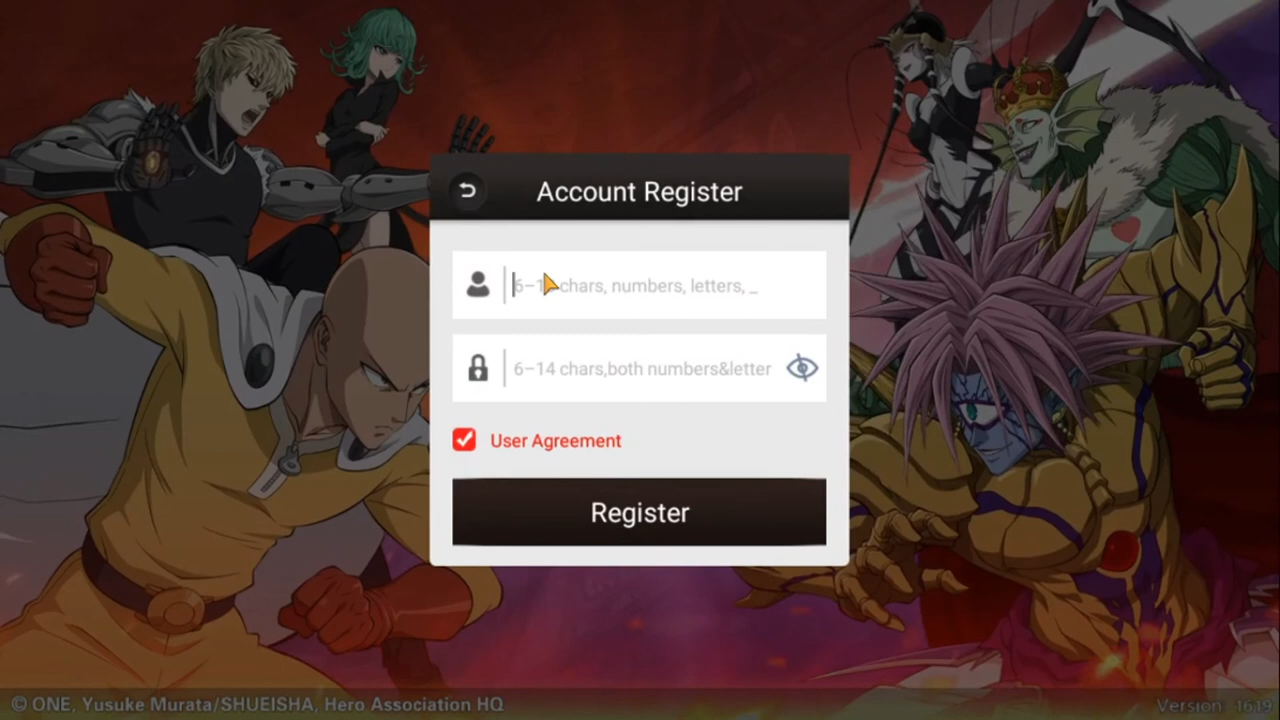 Account Register
chars, numbers, letters, _
6-14 chars,both numbers&letter
User Agreement
Register
© ONE, Yusuke Murata/SHUEISHA, Hero Association HQ
Version: 1619